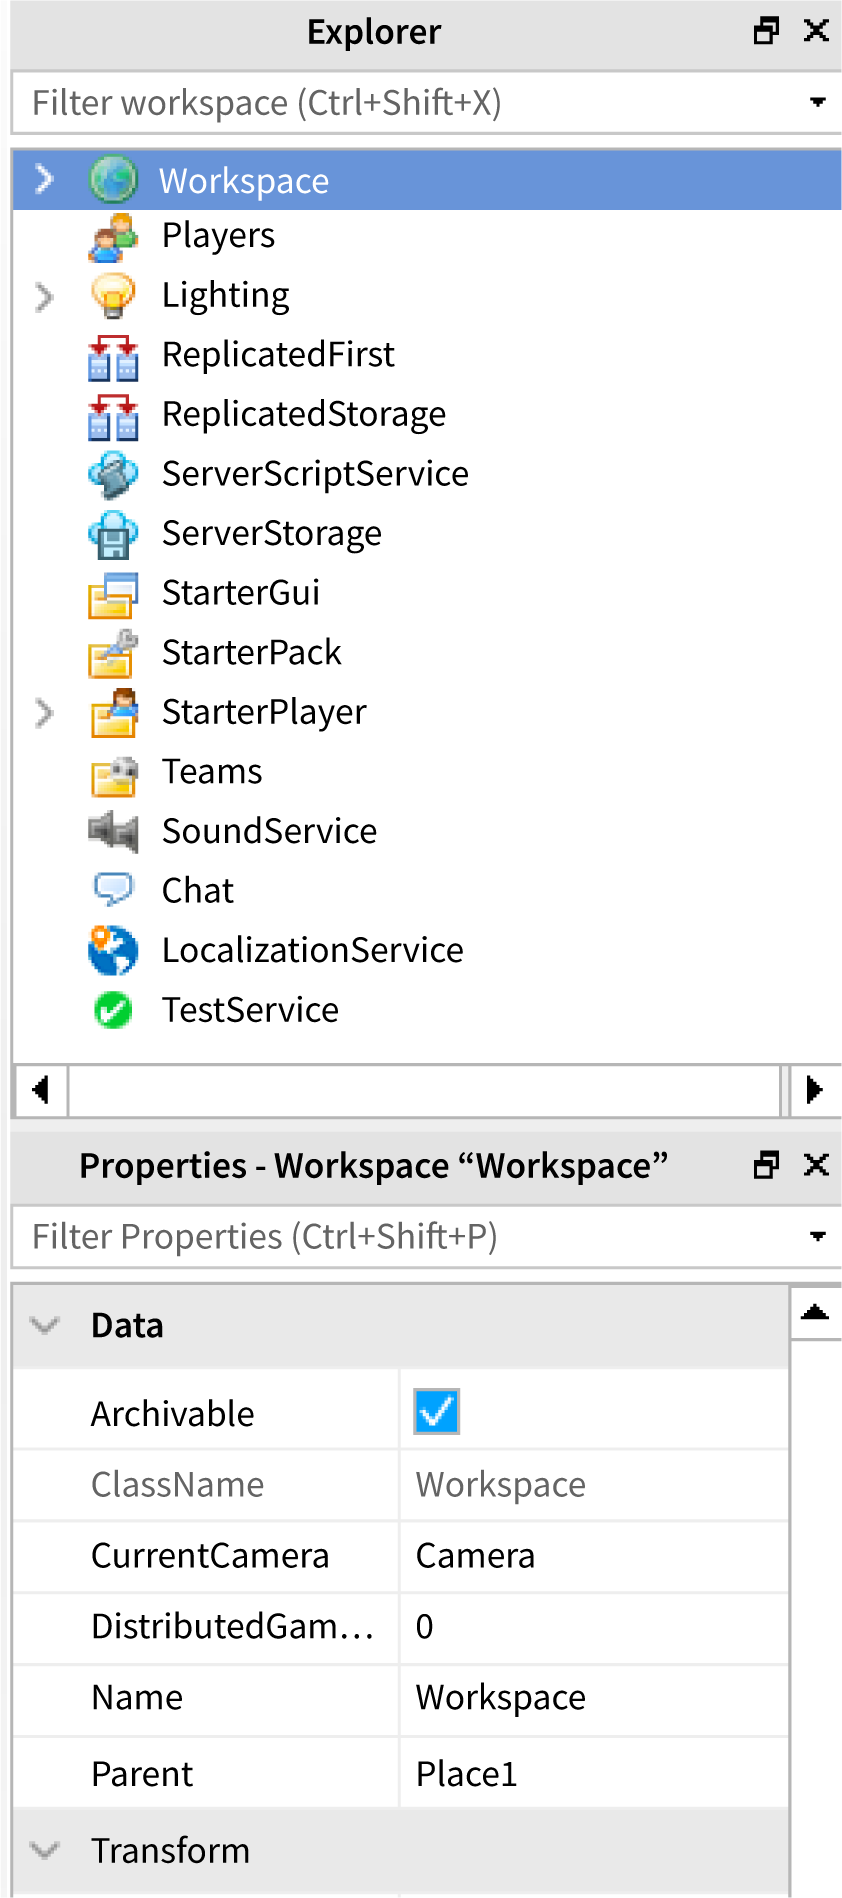 Explorer
Filter workspace (Ctrl+Shift+X)
Workspace
Players
Lighting
ReplicatedFirst
ReplicatedStorage
ServerScriptService
ServerStorage
StarterGui
StarterPack
StarterPlayer
Teams
SoundService
Chat
LocalizationService
TestService
Properties - Workspace “Workspace”
Filter Properties (Ctrl+Shift+P)
Data
Archivable
ClassName Workspace
CurrentCamera Camera
DistributedGam... 0
Name Workspace
Parent Place1
Transform